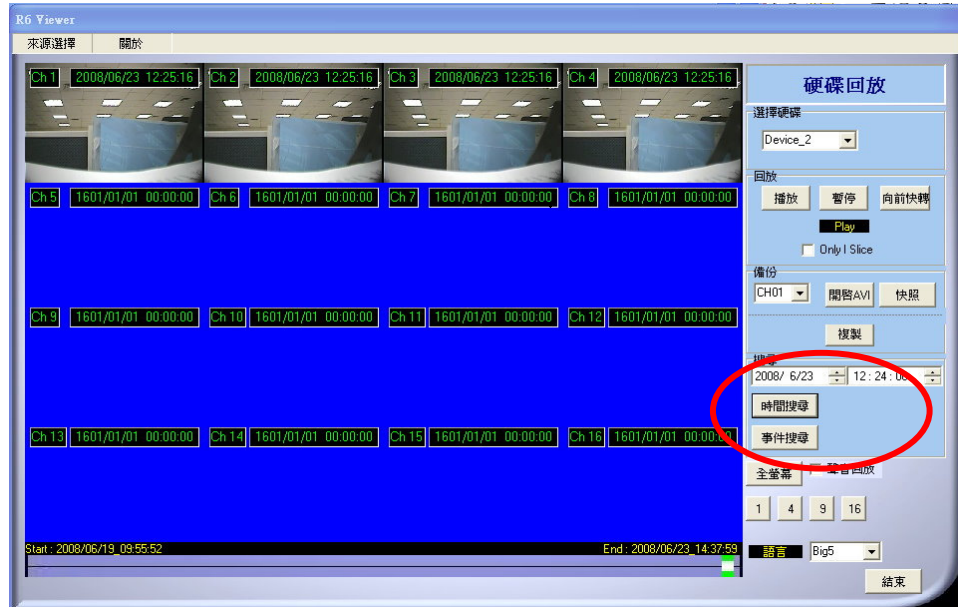 R6 Viewer
來源選擇 關於
Ch 1 2008/06/23 12:25:16 Ch 2 2008/06/23 12:25:16 Ch 3 2008/06/23 12:25:16 Ch 4 2008/06/23 12:25:16
Ch 5 1601/01/01 00:00:00 Ch 6 1601/01/01 00:00:00 Ch 7 1601/01/01 00:00:00 Ch 8 1601/01/01 00:00:00
Ch 9 1601/01/01 00:00:00 Ch 10 1601/01/01 00:00:00 Ch 11 1601/01/01 00:00:00 Ch 12 1601/01/01 00:00:00
Ch 13 1601/01/01 00:00:00 Ch 14 1601/01/01 00:00:00 Ch 15 1601/01/01 00:00:00 Ch 16 1601/01/01 00:00:00
Start : 2008/06/19_09:55:52 End : 2008/06/23_14:37:59
硬碟回放
選擇硬碟
Device_2
回放
播放 暫停 向前快轉
Play
Only I Slice
備份
CH01 開啓AVI 快照
複製
搜尋
2008/ 6/23 12 : 24 :
時間搜尋
事件搜尋
全螢幕 聲音回放
1 4 9 16
語言 Big5
結束